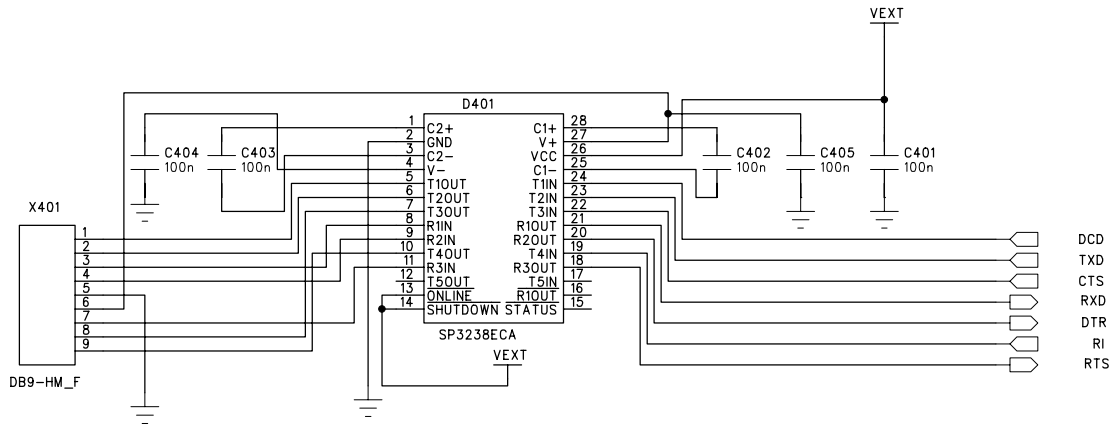 VEXT
D401
1 C2+ C1+ 28
2 GND V+ 27
3 C2- VCC 26
4 V- C1- 25
5 T1OUT T1IN 24
6 T2OUT T2IN 23
7 T3OUT T3IN 22
8 R1IN R1OUT 21
9 R2IN R2OUT 20
10 T4OUT T4IN 19
11 R3IN R3OUT 18
12 T5OUT T5IN 17
13 ONLINE R1OUT 16
14 SHUTDOWN STATUS 15
SP3238ECA
VEXT
C404
100n
C403
100n
C402
100n
C405
100n
C401
100n
X401
1
2
3
4
5
6
7
8
9
DB9-HM_F
DCD
TXD
CTS
RXD
DTR
RI
RTS